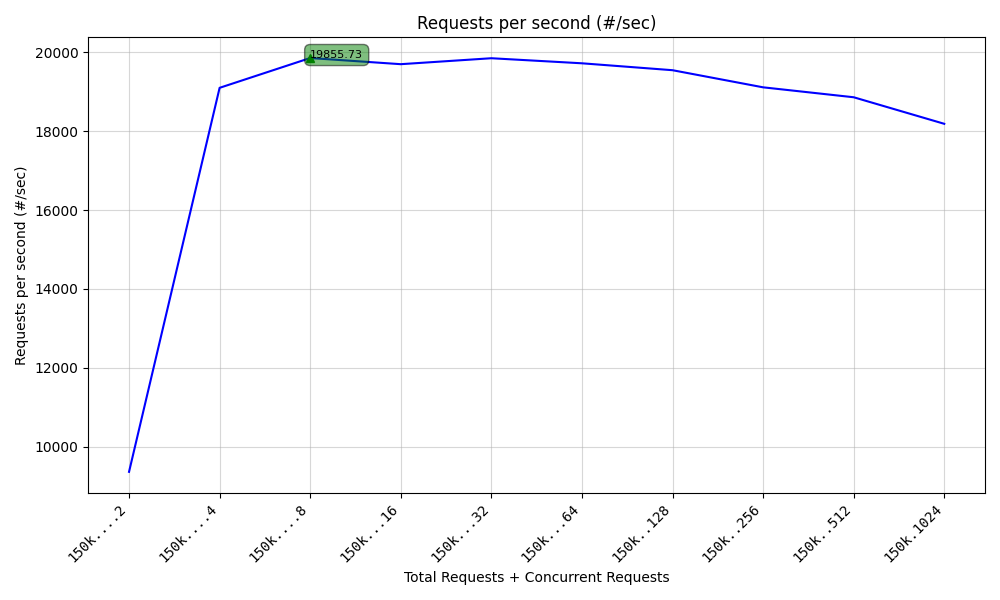 Requests per second (#/sec)
19855.73
20000
18000
16000
14000
12000
10000
Requests per second (#/sec)
150k....2
150k....4
150k....8
150k...16
150k...32
150k...64
150k..128
150k..256
150k..512
150k.1024
Total Requests + Concurrent Requests